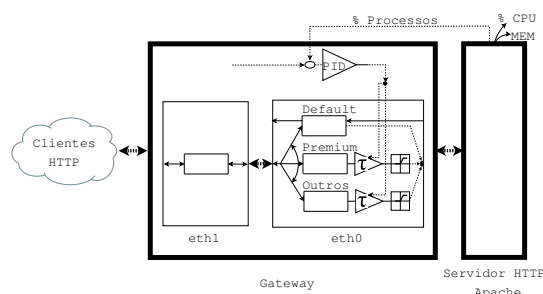 % Processos
% CPU
MEM
PID
Default
Clientes
HTTP
Premium
τ
Outros
τ
eth1
eth0
Gateway
Servidor HTTP
Apache